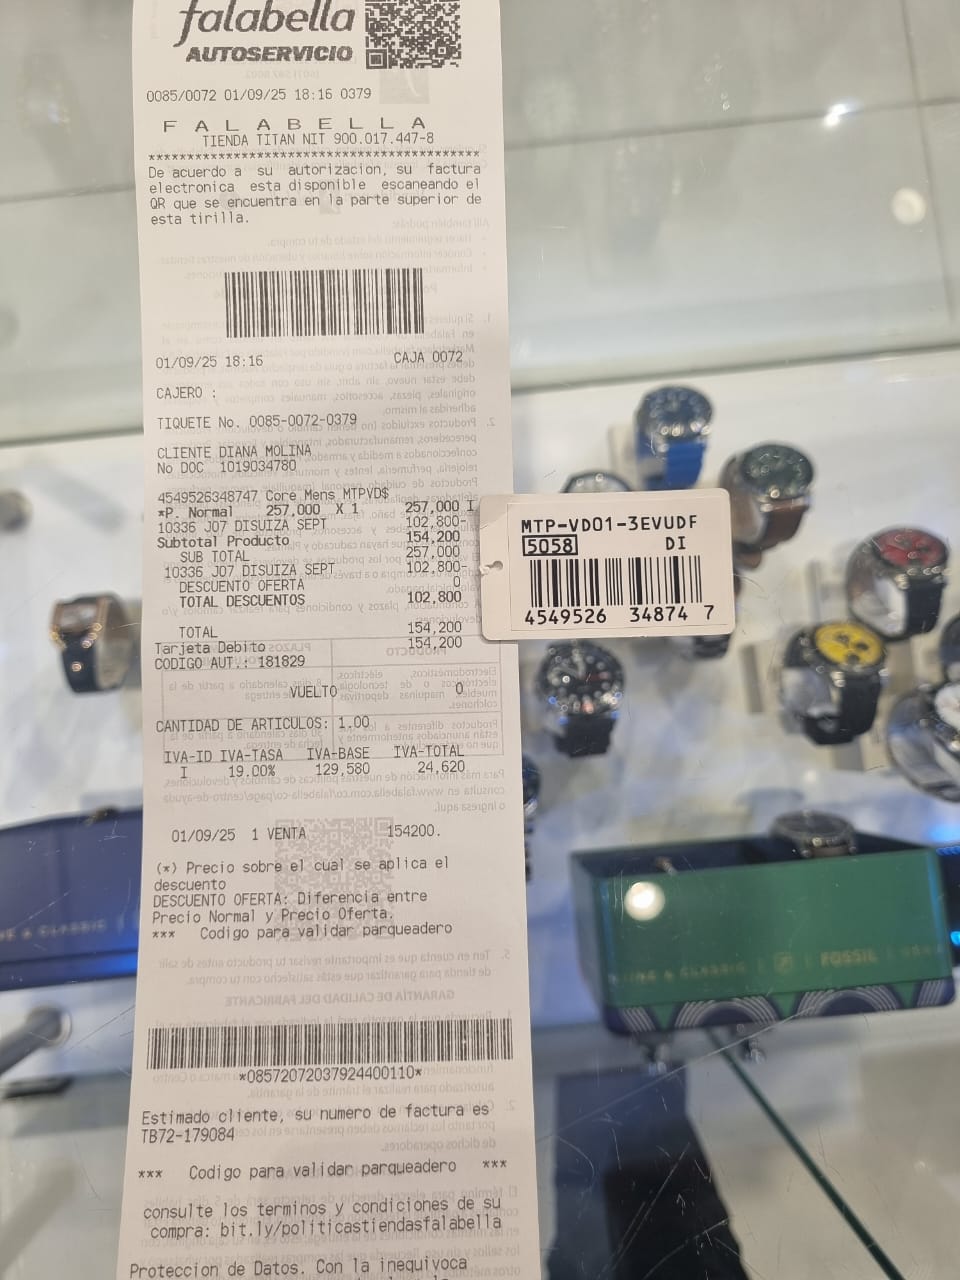 falabella
AUTOSERVICIO
0085/0072 01/09/25 18:16 0379
F A L A B E L L A
TIENDA TITAN NIT 900.017.447-8
******************************************
De acuerdo a su autorizacion, su factura
electronica esta disponible escaneando el
QR que se encuentra en la parte superior de
esta tirilla.
01/09/25 18:16 CAJA 0072
CAJERO :
TIQUETE No. 0085-0072-0379
CLIENTE DIANA MOLINA
No DOC 1019034780
4549526348747 Core Mens MTPVD$
*P. Normal 257,000 X 1 257,000 I
10336 J07 DISUIZA SEPT 102,800-
Subtotal Producto 154,200
SUB TOTAL 257,000
10336 J07 DISUIZA SEPT 102,800-
DESCUENTO OFERTA 0
TOTAL DESCUENTOS 102,800
TOTAL 154,200
Tarjeta Debito 154,200
CODIGO AUT.: 181829
VUELTO 0
CANTIDAD DE ARTICULOS: 1.00
IVA-ID IVA-TASA IVA-BASE IVA-TOTAL
I 19.00% 129,580 24,620
01/09/25 1 VENTA 154200.
(*) Precio sobre el cual se aplica el
descuento
DESCUENTO OFERTA: Diferencia entre
Precio Normal y Precio Oferta.
*** Codigo para validar parqueadero
*08572072037924400110*
Estimado cliente, su numero de factura es
TB72-179084
*** Codigo para validar parqueadero ***
consulte los terminos y condiciones de su
compra: bit.ly/politicastiendasfalabella
Proteccion de Datos. Con la inequivoca
MTP-VD01-3EVUDF
5058 DI
4549526 34874 7
FOSSIL